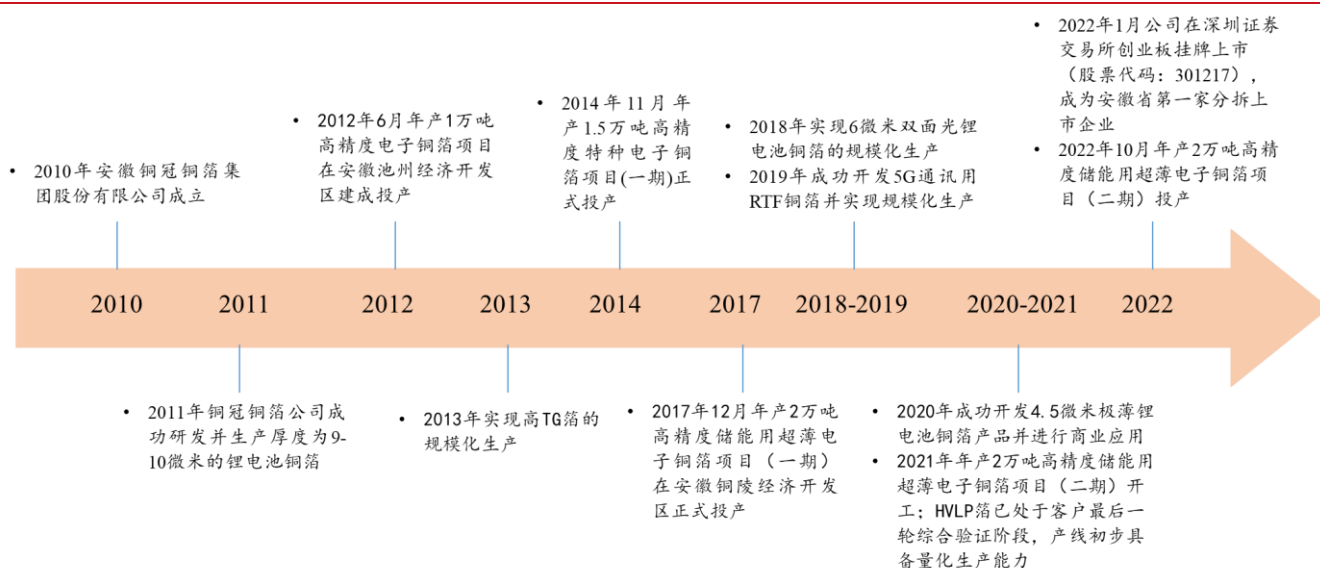 • 2010年安徽铜冠铜箔集
团股份有限公司成立
• 2012年6月年产1万吨
高精度电子铜箔项目
在安徽池州经济开发
区建成投产
• 2014年11月年
产1.5万吨高精
度特种电子铜
箔项目(一期)正
式投产
• 2018年实现6微米双面光锂
电池铜箔的规模化生产
• 2019年成功开发5G通讯用
RTF铜箔并实现规模化生产
• 2022年1月公司在深圳证券
交易所创业板挂牌上市
（股票代码：301217），
成为安徽省第一家分拆上
市企业
• 2022年10月年产2万吨高精
度储能用超薄电子铜箔项
目（二期）投产
2010 2011 2012 2013 2014 2017 2018-2019 2020-2021 2022
• 2011年铜冠铜箔公司成
功研发并生产厚度为9-
10微米的锂电池铜箔
• 2013年实现高TG箔的
规模化生产
• 2017年12月年产2万吨
高精度储能用超薄电
子铜箔项目（一期）
在安徽铜陵经济开发
区正式投产
• 2020年成功开发4.5微米极薄锂
电池铜箔产品并进行商业应用
• 2021年年产2万吨高精度储能用
超薄电子铜箔项目（二期）开
工；HVLP箔已处于客户最后一
轮综合验证阶段，产线初步具
备量化生产能力